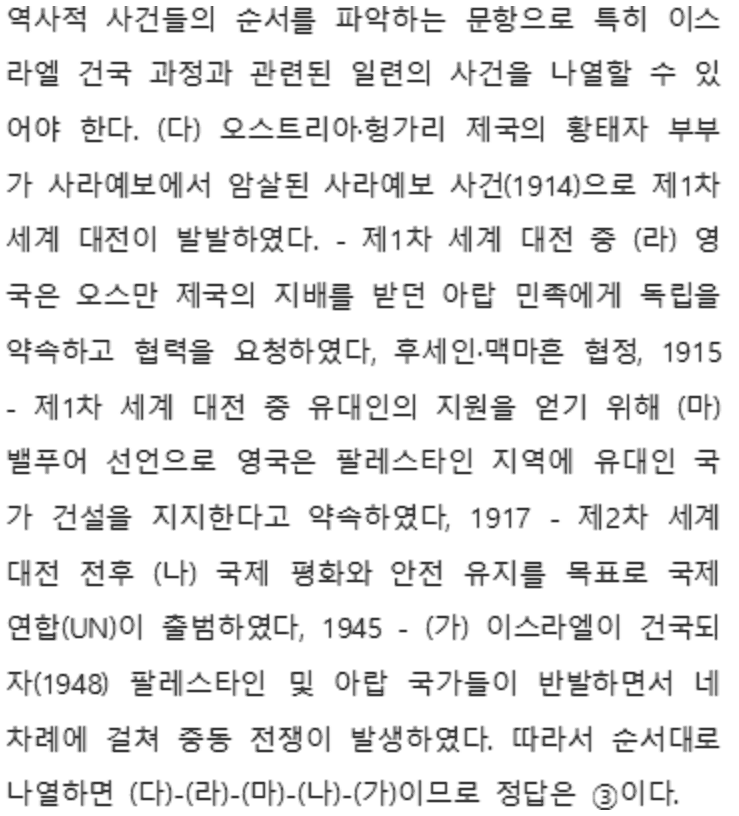 역사적 사건들의 순서를 파악하는 문항으로 특히 이스
라엘 건국 과정과 관련된 일련의 사건을 나열할 수 있
어야 한다. (다) 오스트리아·헝가리 제국의 황태자 부부
가 사라예보에서 암살된 사라예보 사건(1914)으로 제1차
세계 대전이 발발하였다. - 제1차 세계 대전 중 (라) 영
국은 오스만 제국의 지배를 받던 아랍 민족에게 독립을
약속하고 협력을 요청하였다, 후세인·맥마흔 협정, 1915
- 제1차 세계 대전 중 유대인의 지원을 얻기 위해 (마)
밸푸어 선언으로 영국은 팔레스타인 지역에 유대인 국
가 건설을 지지한다고 약속하였다, 1917 - 제2차 세계
대전 전후 (나) 국제 평화와 안전 유지를 목표로 국제
연합(UN)이 출범하였다, 1945 - (가) 이스라엘이 건국되
자(1948) 팔레스타인 및 아랍 국가들이 반발하면서 네
차례에 걸쳐 중동 전쟁이 발생하였다. 따라서 순서대로
나열하면 (다)-(라)-(마)-(나)-(가)이므로 정답은 ③이다.